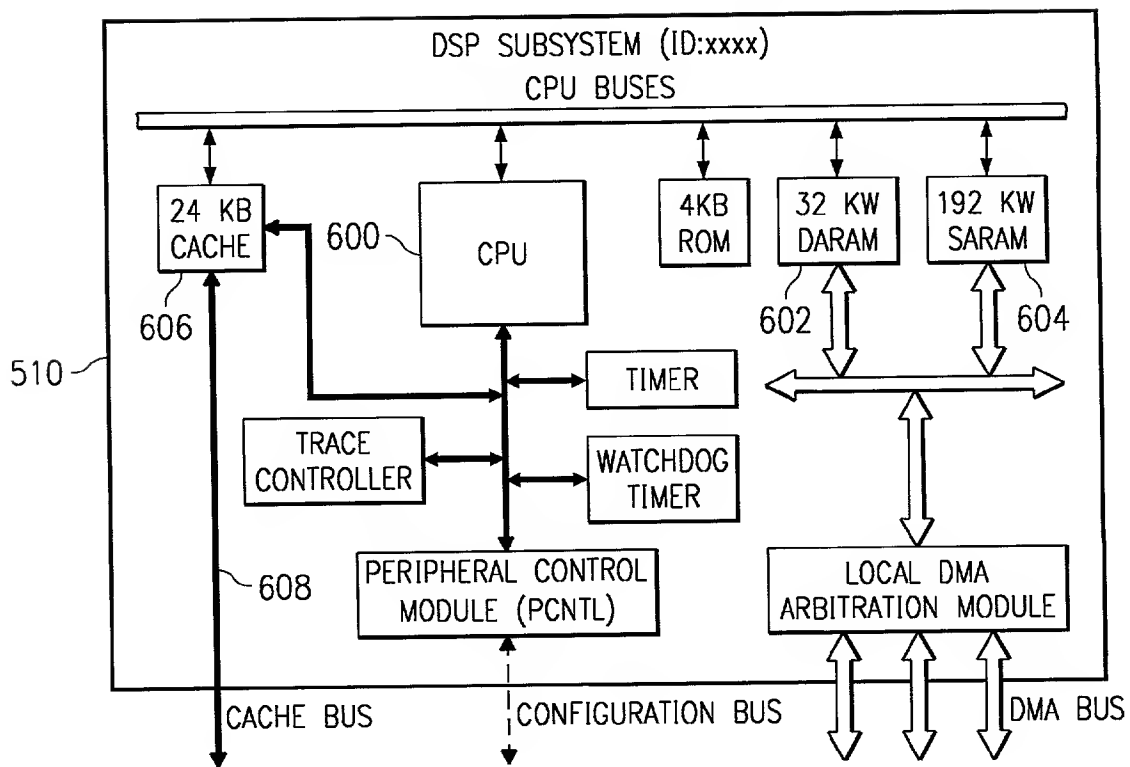 DSP SUBSYSTEM (ID:xxxx)
CPU BUSES
24 KB
CACHE
606
600
CPU
4KB
ROM
32 KW
DARAM
602
192 KW
SARAM
604
510
TIMER
TRACE
CONTROLLER
WATCHDOG
TIMER
608
PERIPHERAL CONTROL
MODULE (PCNTL)
LOCAL DMA
ARBITRATION MODULE
CACHE BUS
CONFIGURATION BUS
DMA BUS